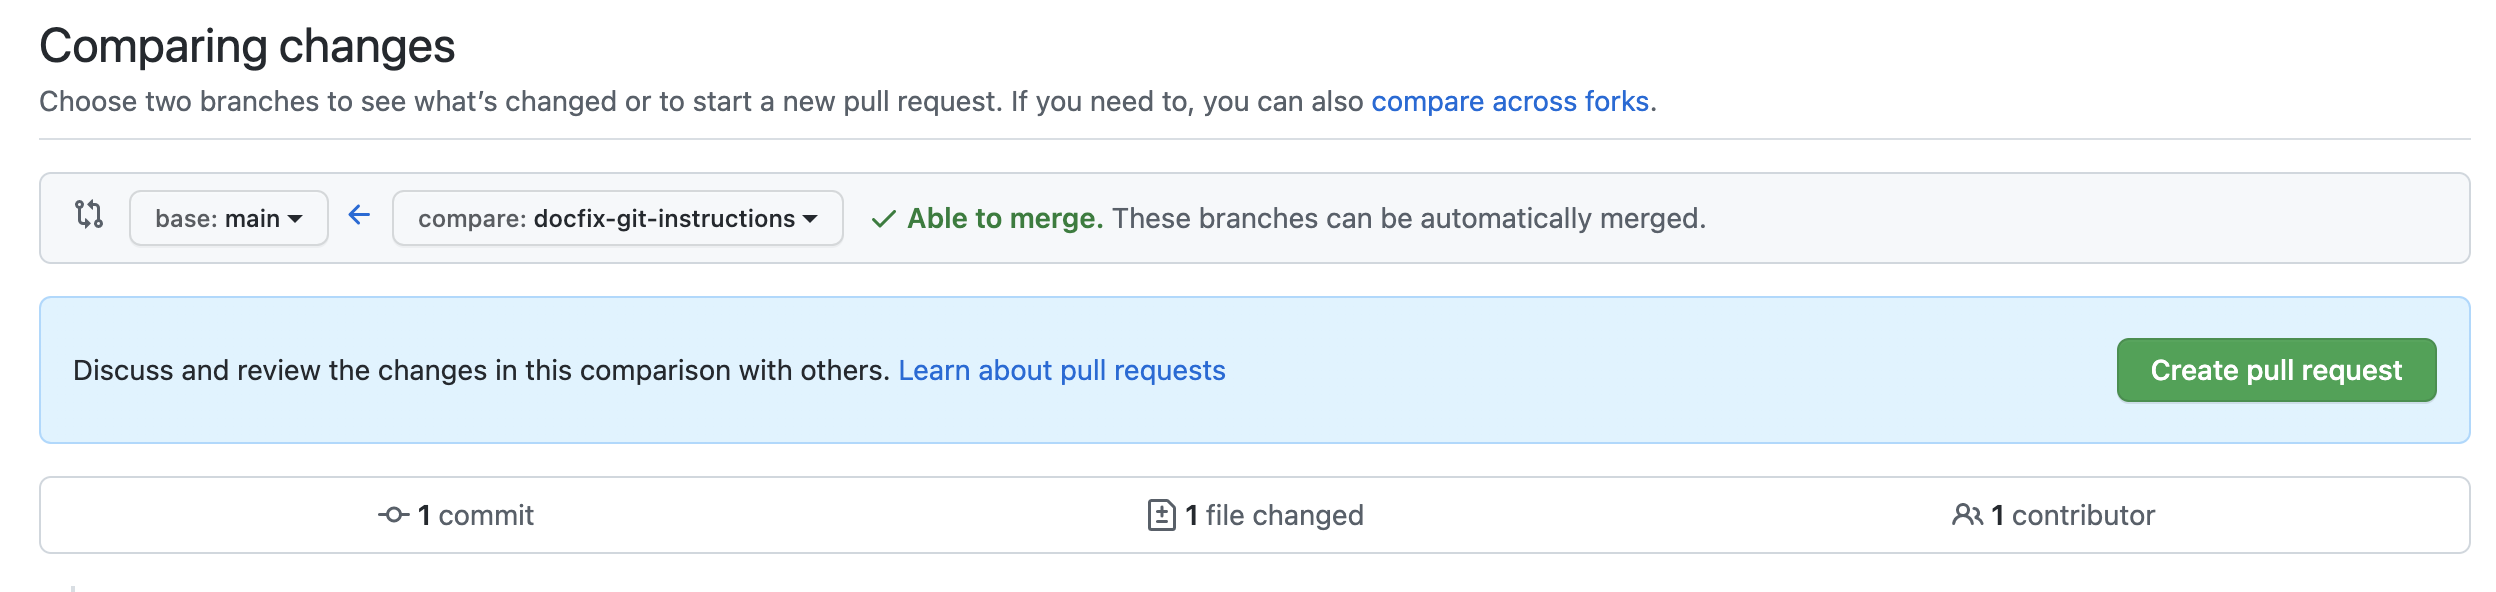 Comparing changes
Choose two branches to see what's changed or to start a new pull request. If you need to, you can also compare across forks.
base: main compare: docfix-git-instructions Able to merge. These branches can be automatically merged.
Discuss and review the changes in this comparison with others. Learn about pull requests Create pull request
1 commit 1 file changed 1 contributor